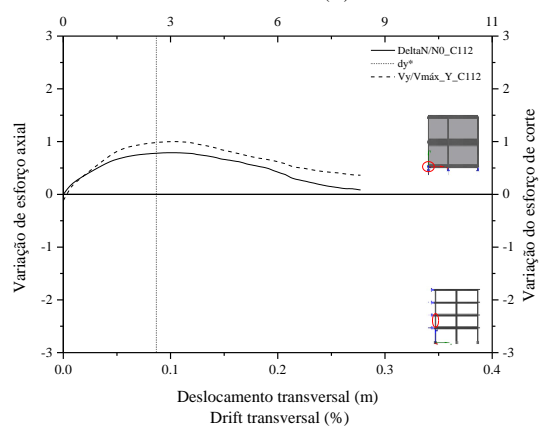 0 3 6 9 11
3 3
DeltaN/N0_C112
dy*
Vy/Vmáx_Y_C112
2 2
1 1
0 0
-1 -1
-2 -2
-3 -3
Variação de esforço axial
Variação do esforço de corte
0.0 0.1 0.2 0.3 0.4
Deslocamento transversal (m)
Drift transversal (%)